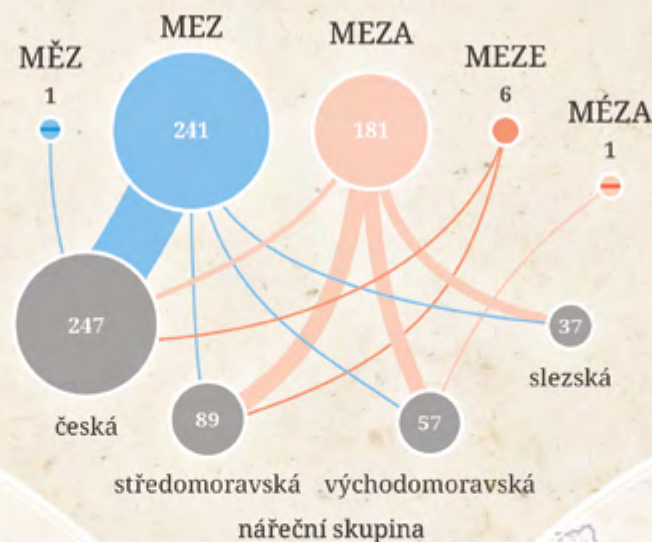 MĚZ
1
MEZ
241
MEZA
181
MEZE
6
MÉZA
1
247
česká
89
středomoravská
57
východomoravská
37
slezská
nářeční skupina